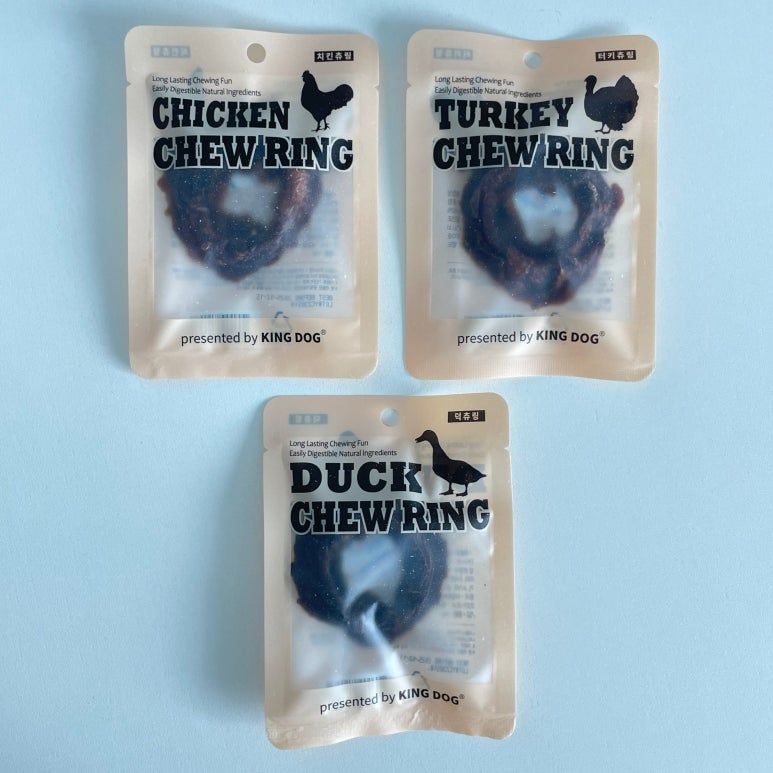 치킨츄링
Long Lasting Chewing Fun
Easily Digestible Natural Ingredients
CHICKEN
CHEW RING
presented by KING DOG®
터키츄링
Long Lasting Chewing Fun
Easily Digestible Natural Ingredients
TURKEY
CHEW RING
presented by KING DOG®
덕츄링
Long Lasting Chewing Fun
Easily Digestible Natural Ingredients
DUCK
CHEW RING
presented by KING DOG®